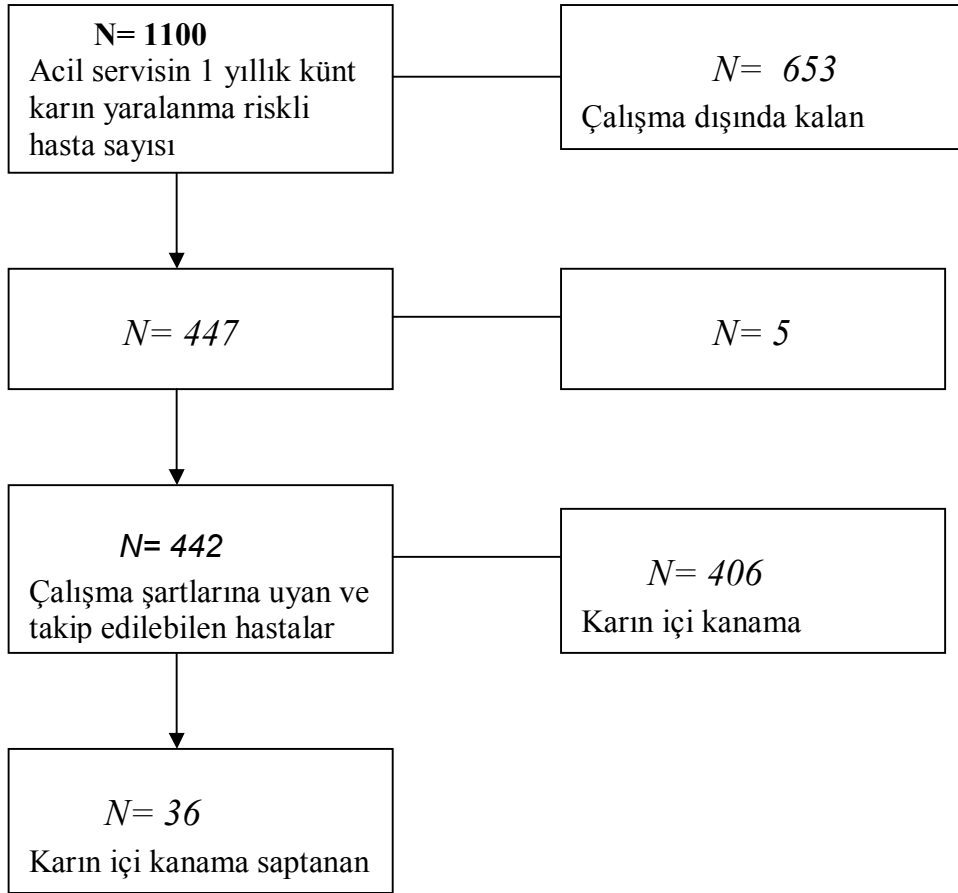 N= 1100
Acil servisin 1 yıllık künt
karın yaralanma riskli
hasta sayısı
N= 653
Çalışma dışında kalan
N= 447
N= 5
N= 442
Çalışma şartlarına uyan ve
takip edilebilen hastalar
N= 406
Karın içi kanama
N= 36
Karın içi kanama saptanan